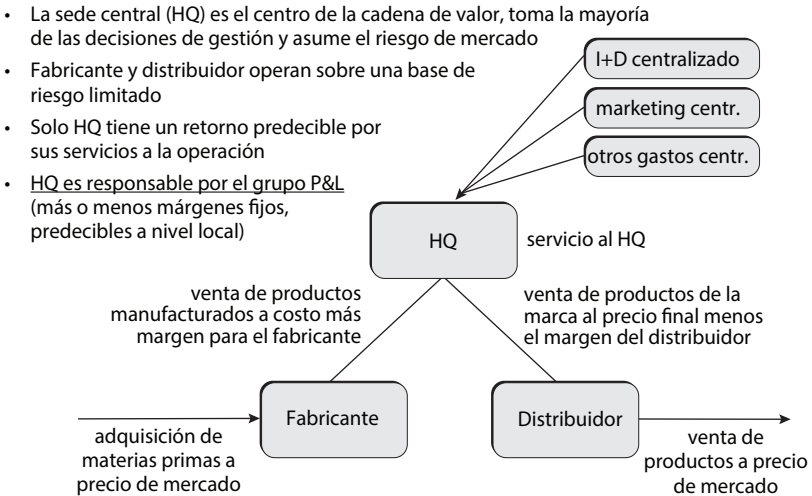 • La sede central (HQ) es el centro de la cadena de valor, toma la mayoría
de las decisiones de gestión y asume el riesgo de mercado
• Fabricante y distribuidor operan sobre una base de
riesgo limitado
• Solo HQ tiene un retorno predecible por
sus servicios a la operación
• HQ es responsable por el grupo P&L
(más o menos márgenes fijos,
predecibles a nivel local)
I+D centralizado
marketing centr.
otros gastos centr.
HQ
servicio al HQ
venta de productos
manufacturados a costo más
margen para el fabricante
venta de productos de la
marca al precio final menos
el margen del distribuidor
Fabricante
Distribuidor
adquisición de
materias primas a
precio de mercado
venta de
productos a precio
de mercado